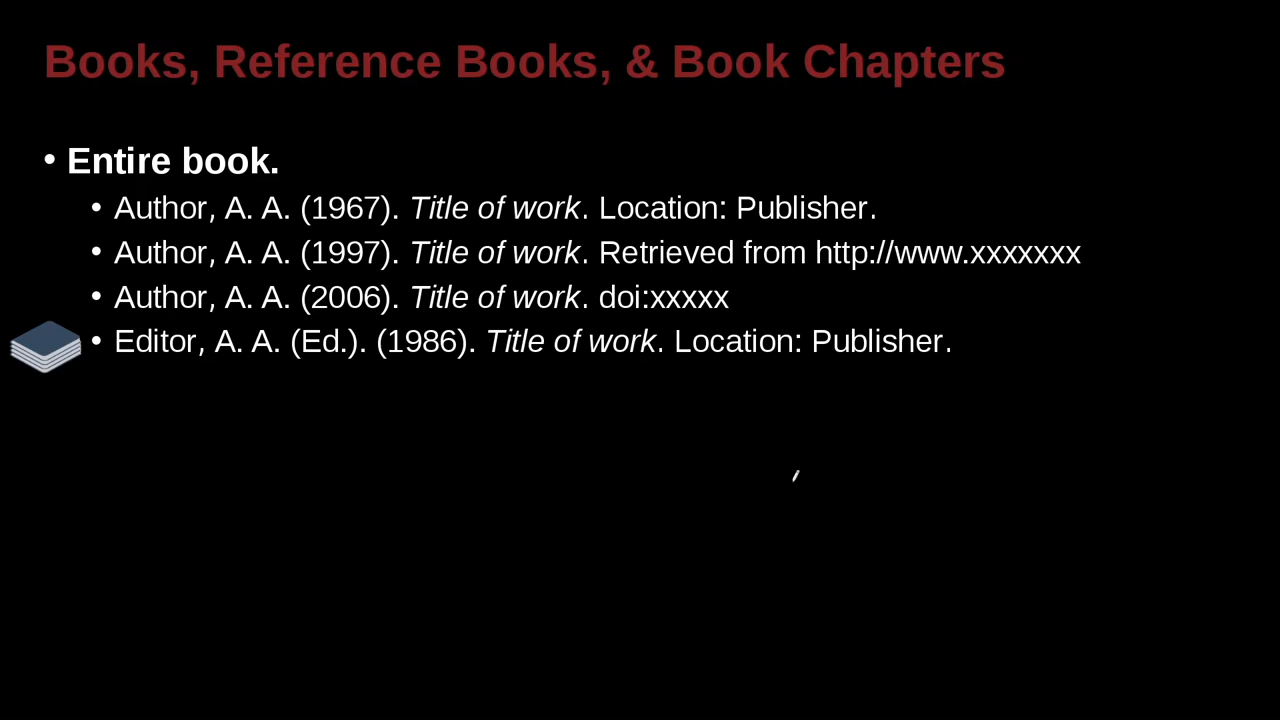 Books, Reference Books, & Book Chapters
• Entire book.
• Author, A. A. (1967). Title of work. Location: Publisher.
• Author, A. A. (1997). Title of work. Retrieved from http://www.xxxxxxx
• Author, A. A. (2006). Title of work. doi:xxxxx
• Editor, A. A. (Ed.). (1986). Title of work. Location: Publisher.